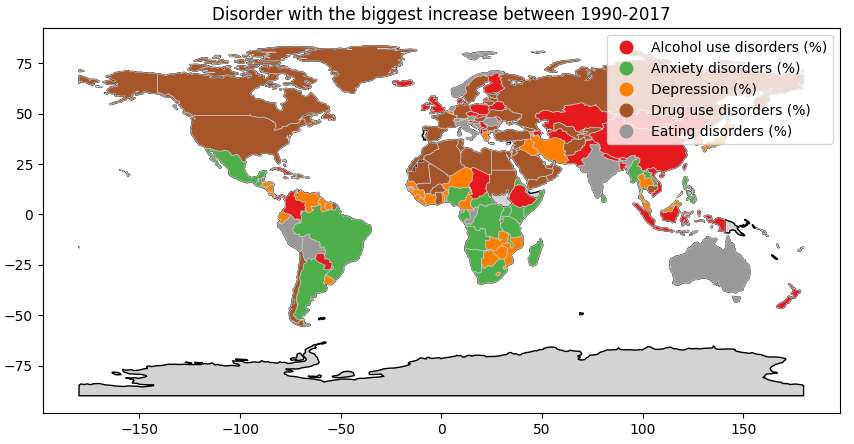 Disorder with the biggest increase between 1990-2017
Alcohol use disorders (%)
Anxiety disorders (%)
Depression (%)
Drug use disorders (%)
Eating disorders (%)
75
50
25
0
−25
−50
−75
−150
−100
−50
0
50
100
150